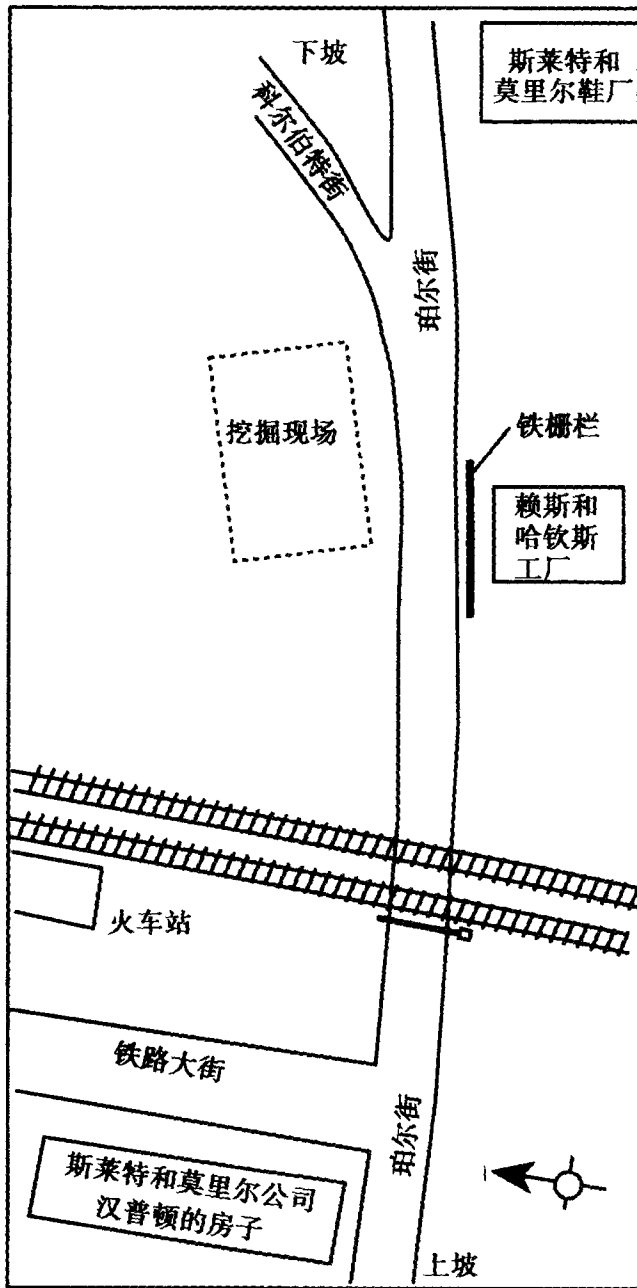 下坡
斯莱特和
莫里尔鞋厂
科尔伯特街
珀尔街
挖掘现场
铁栅栏
赖斯和
哈钦斯
工厂
火车站
铁路大街
珀尔街
斯莱特和莫里尔公司
汉普顿的房子
上坡